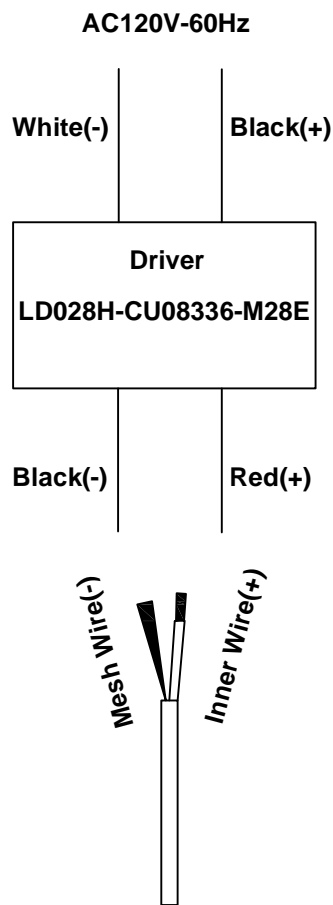 AC120V-60Hz
White(-)
Black(+)
Driver
LD028H-CU08336-M28E
Black(-)
Red(+)
Mesh Wire(-)
Inner Wire(+)